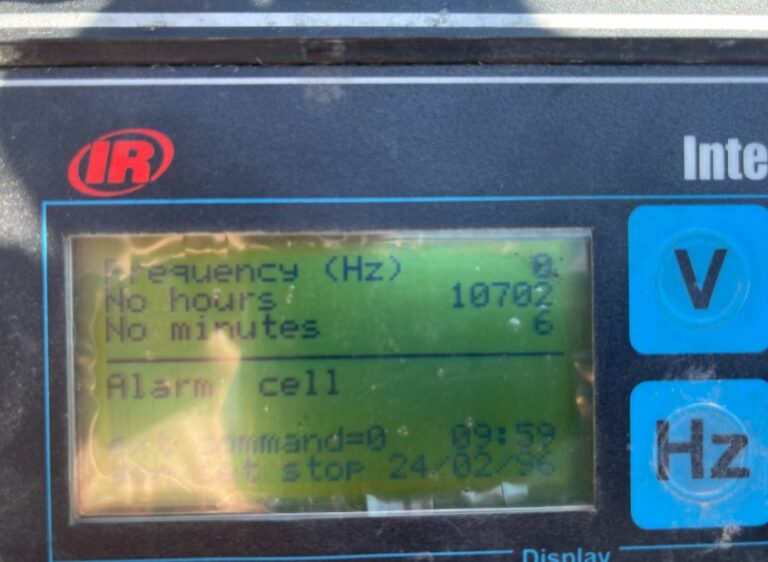 IR
Inte
Frequency (Hz) 0
No hours 10702
No minutes 6
V
Alarm cell
Hz
command=0 09:59
stop 24/02/96
Display